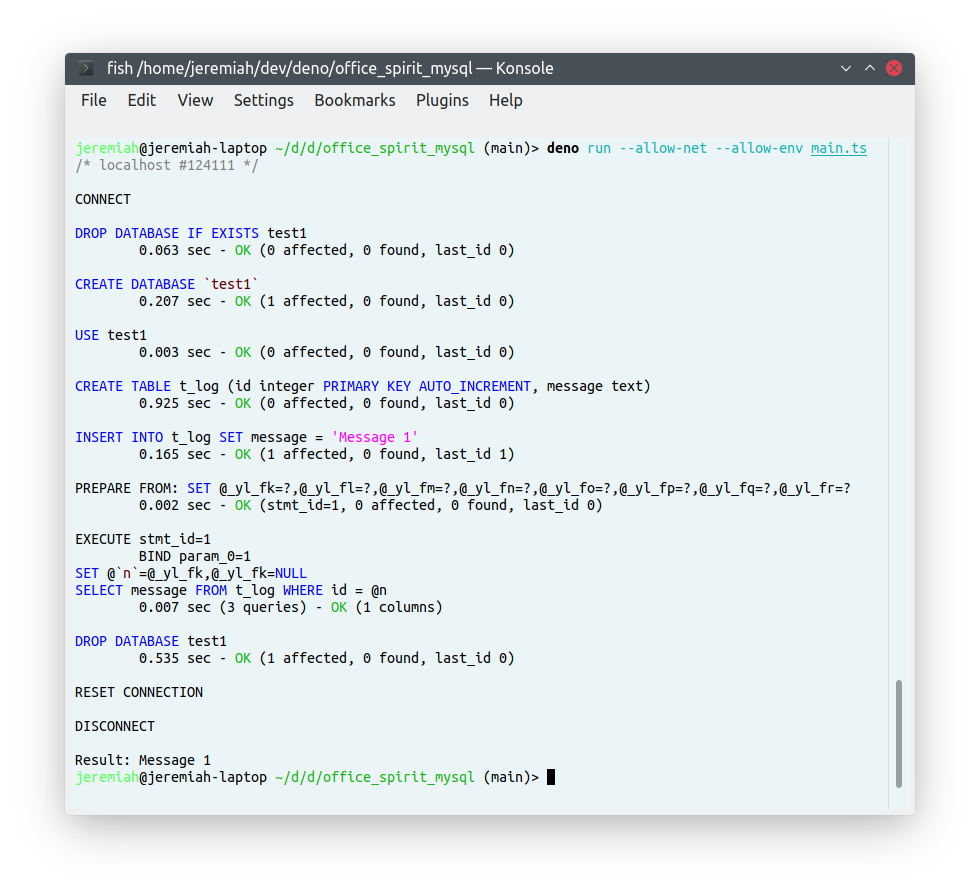 fish /home/jeremiah/dev/deno/office_spirit_mysql — Konsole
File Edit View Settings Bookmarks Plugins Help
jeremiah@jeremiah-laptop ~/d/d/office_spirit_mysql (main)> deno run --allow-net --allow-env main.ts
/* localhost #124111 */
CONNECT
DROP DATABASE IF EXISTS test1
0.063 sec - OK (0 affected, 0 found, last_id 0)
CREATE DATABASE `test1`
0.207 sec - OK (1 affected, 0 found, last_id 0)
USE test1
0.003 sec - OK (0 affected, 0 found, last_id 0)
CREATE TABLE t_log (id integer PRIMARY KEY AUTO_INCREMENT, message text)
0.925 sec - OK (0 affected, 0 found, last_id 0)
INSERT INTO t_log SET message = 'Message 1'
0.165 sec - OK (1 affected, 0 found, last_id 1)
PREPARE FROM: SET @_yl_fk=?,@_yl_fl=?,@_yl_fm=?,@_yl_fn=?,@_yl_fo=?,@_yl_fp=?,@_yl_fq=?,@_yl_fr=?
0.002 sec - OK (stmt_id=1, 0 affected, 0 found, last_id 0)
EXECUTE stmt_id=1
BIND param_0=1
SET @`n`=@_yl_fk,@_yl_fk=NULL
SELECT message FROM t_log WHERE id = @n
0.007 sec (3 queries) - OK (1 columns)
DROP DATABASE test1
0.535 sec - OK (1 affected, 0 found, last_id 0)
RESET CONNECTION
DISCONNECT
Result: Message 1
jeremiah@jeremiah-laptop ~/d/d/office_spirit_mysql (main)>